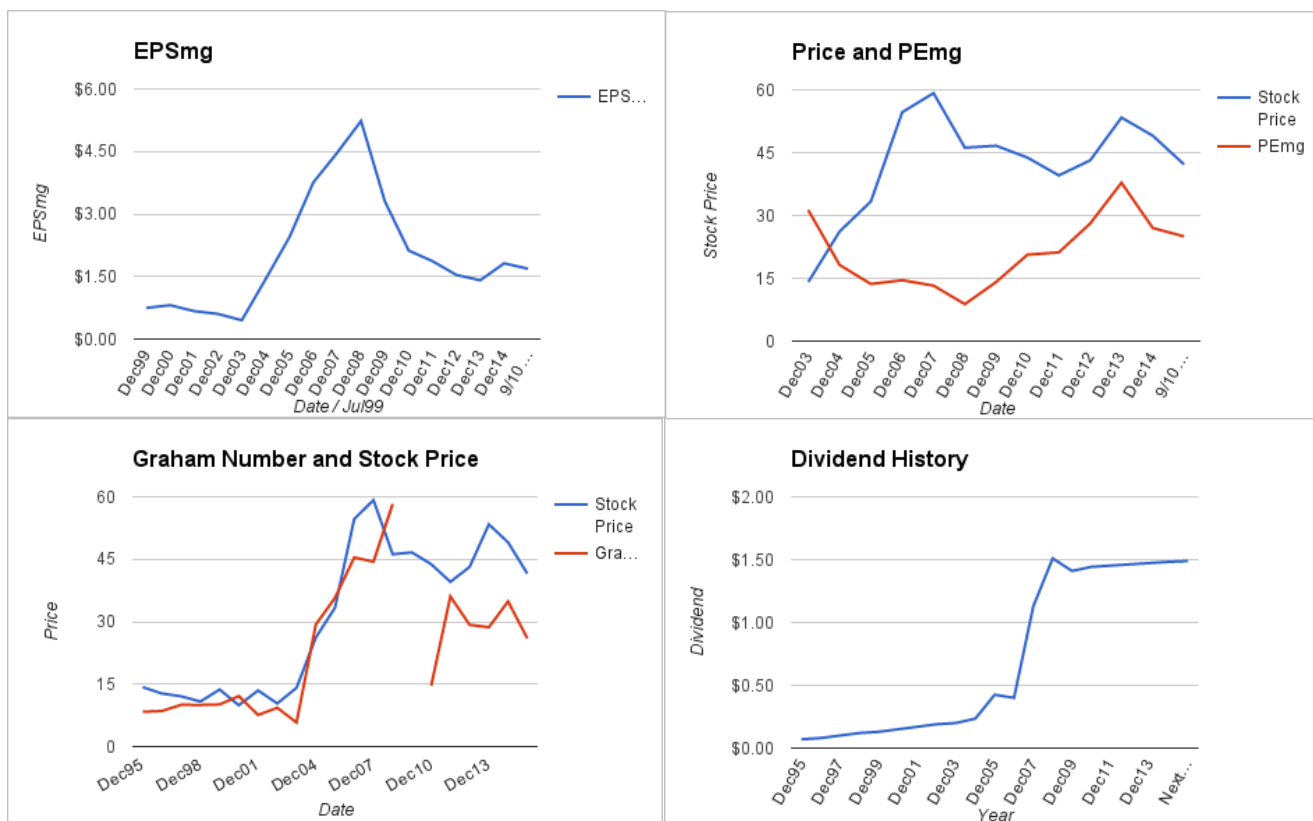 EPSmg
$6.00
$4.50
$3.00
$1.50
$0.00
EPSmg
EPS...
Dec99
Dec00
Dec01
Dec02
Dec03
Dec04
Dec05
Dec06
Dec07
Dec08
Dec09
Dec10
Dec11
Dec12
Dec13
Dec14
9/10 ...
Date / Jul99
Price and PEmg
60
45
30
15
0
Stock Price
Stock
Price
PEmg
Dec03
Dec04
Dec05
Dec06
Dec07
Dec08
Dec09
Dec10
Dec11
Dec12
Dec13
Dec14
9/10 ...
Date
Graham Number and Stock Price
60
45
30
15
0
Price
Stock
Price
Gra...
Dec95
Dec98
Dec01
Dec04
Dec07
Dec10
Dec13
Date
Dividend History
$2.00
$1.50
$1.00
$0.50
$0.00
Dividend
Dec95
Dec97
Dec99
Dec01
Dec03
Dec05
Dec07
Dec09
Dec11
Dec13
Next...
Year